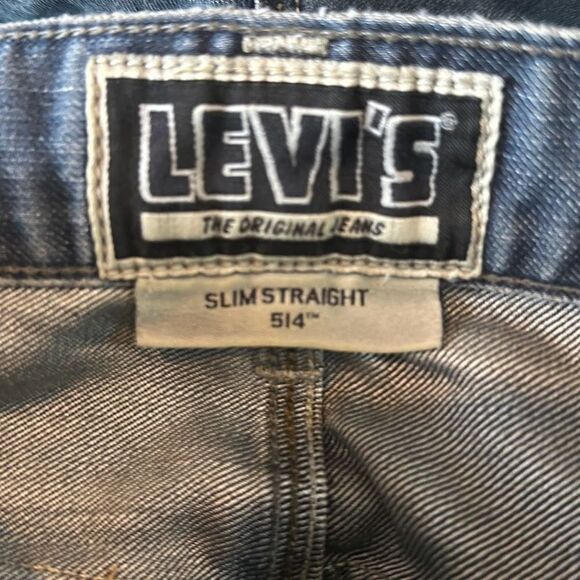 LEVI'S®
THE ORIGINAL JEANS
SLIM STRAIGHT
514™